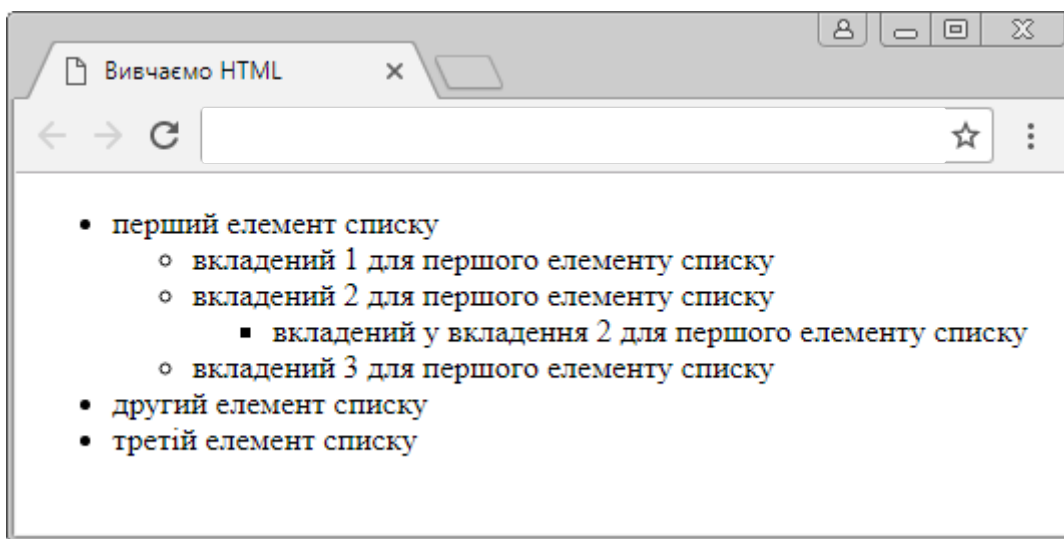 Вивчаємо HTML
перший елемент списку
вкладений 1 для першого елементу списку
вкладений 2 для першого елементу списку
вкладений у вкладення 2 для першого елементу списку
вкладений 3 для першого елементу списку
другий елемент списку
третій елемент списку